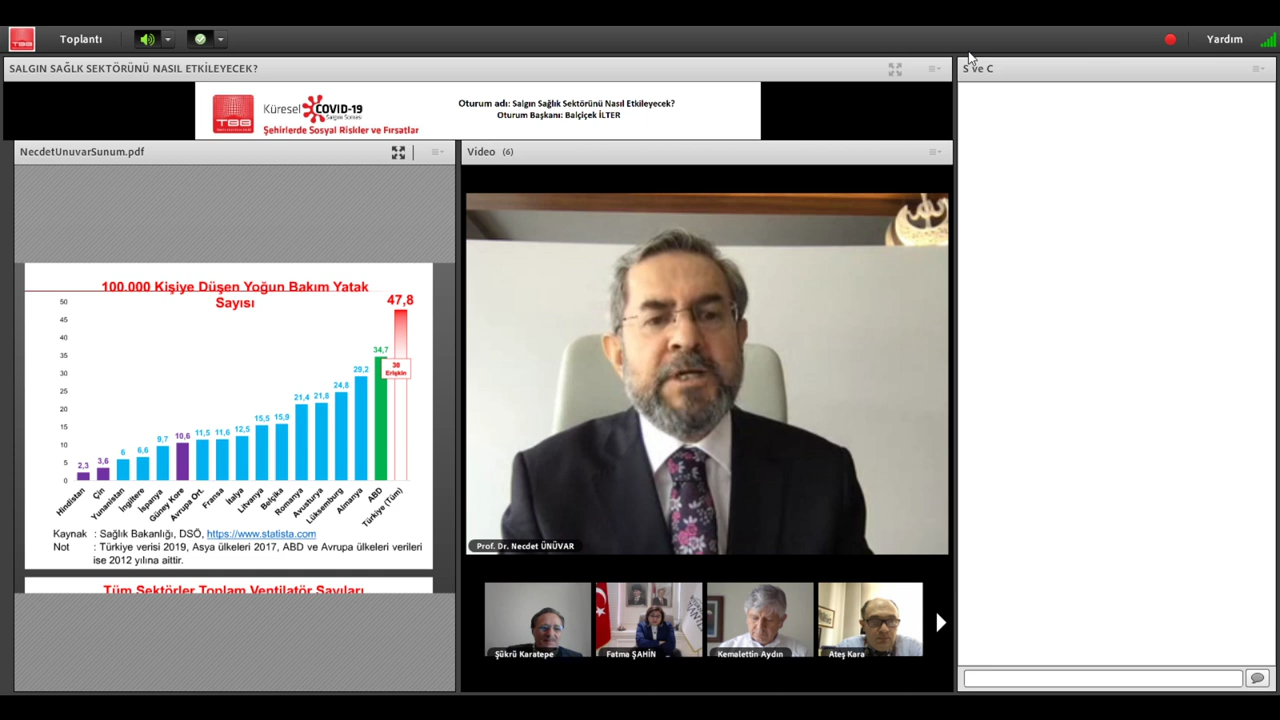 TBB
Toplantı
Yardım
SALGIN SAĞLK SEKTÖRÜNÜ NASIL ETKİLEYECEK?
S ve C
TBB
Küresel COVID-19
Şehirlerde Sosyal Riskler ve Fırsatlar
Oturum adı: Salgın Sağlık Sektörünü Nasıl Etkileyecek?
Oturum Başkanı: Balçiçek İLTER
NecdetUnuvarSunum.pdf
Video (6)
100.000 Kişiye Düşen Yoğun Bakım Yatak
Sayısı
50
45
40
35
30
25
20
15
10
5
0
2,3
3,6
6
6,6
9,7
10,6
11,5
11,6
12,5
15,5
15,9
21,4
21,8
24,8
29,2
34,7
47,8
30
Erişkin
Hindistan
Çin
Yunanistan
İngiltere
İspanya
Güney Kore
Avrupa Ort.
Fransa
İtalya
Litvanya
Belçika
Romanya
Avusturya
Lüksemburg
Almanya
ABD
Türkiye (Tüm)
Kaynak : Sağlık Bakanlığı, DSÖ, https://www.statista.com
Not : Türkiye verisi 2019, Asya ülkeleri 2017, ABD ve Avrupa ülkeleri verileri
ise 2012 yılına aittir.
Tüm Sektörler Toplam Ventilatör Sayıları
Prof. Dr. Necdet ÜNÜVAR
Şükrü Karatepe
Fatma ŞAHİN
Kemalettin Aydın
Ateş Kara